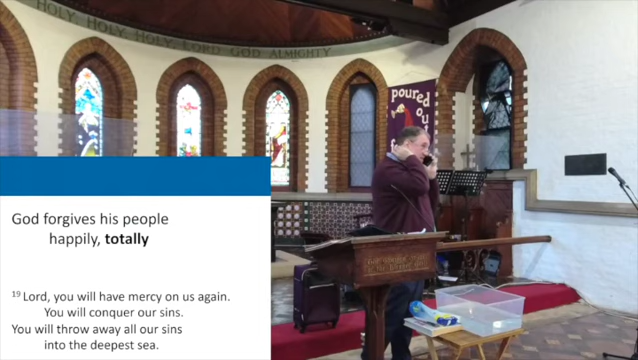 HOLY, HOLY, HOLY, LORD GOD ALMIGHTY
poured
out
God forgives his people
happily, totally
19 Lord, you will have mercy on us again.
You will conquer our sins.
You will throw away all our sins
into the deepest sea.